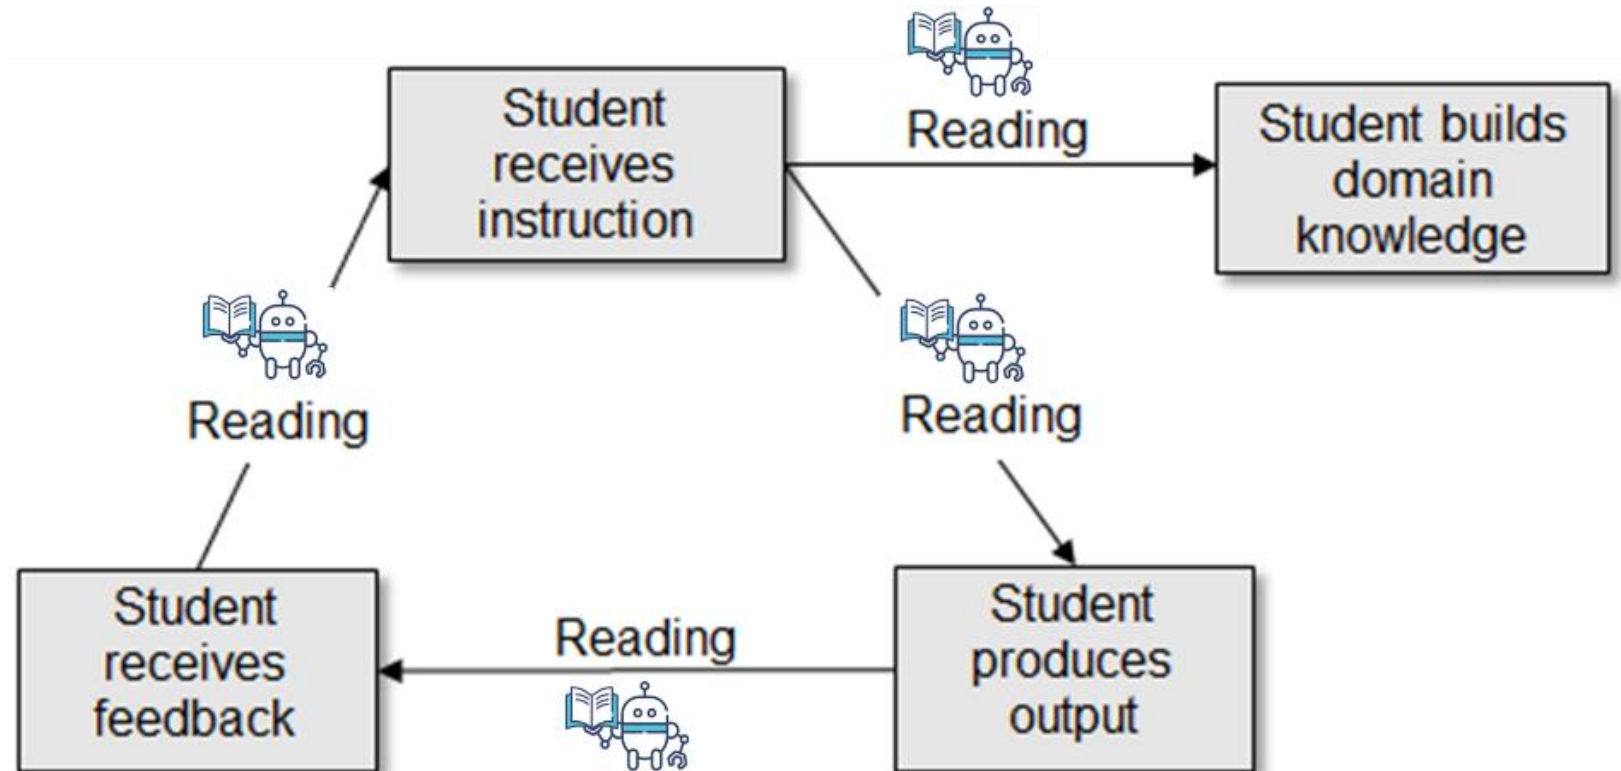 Student
receives
instruction
Reading
Student builds
domain
knowledge
Reading
Reading
Student
receives
feedback
Reading
Student
produces
output